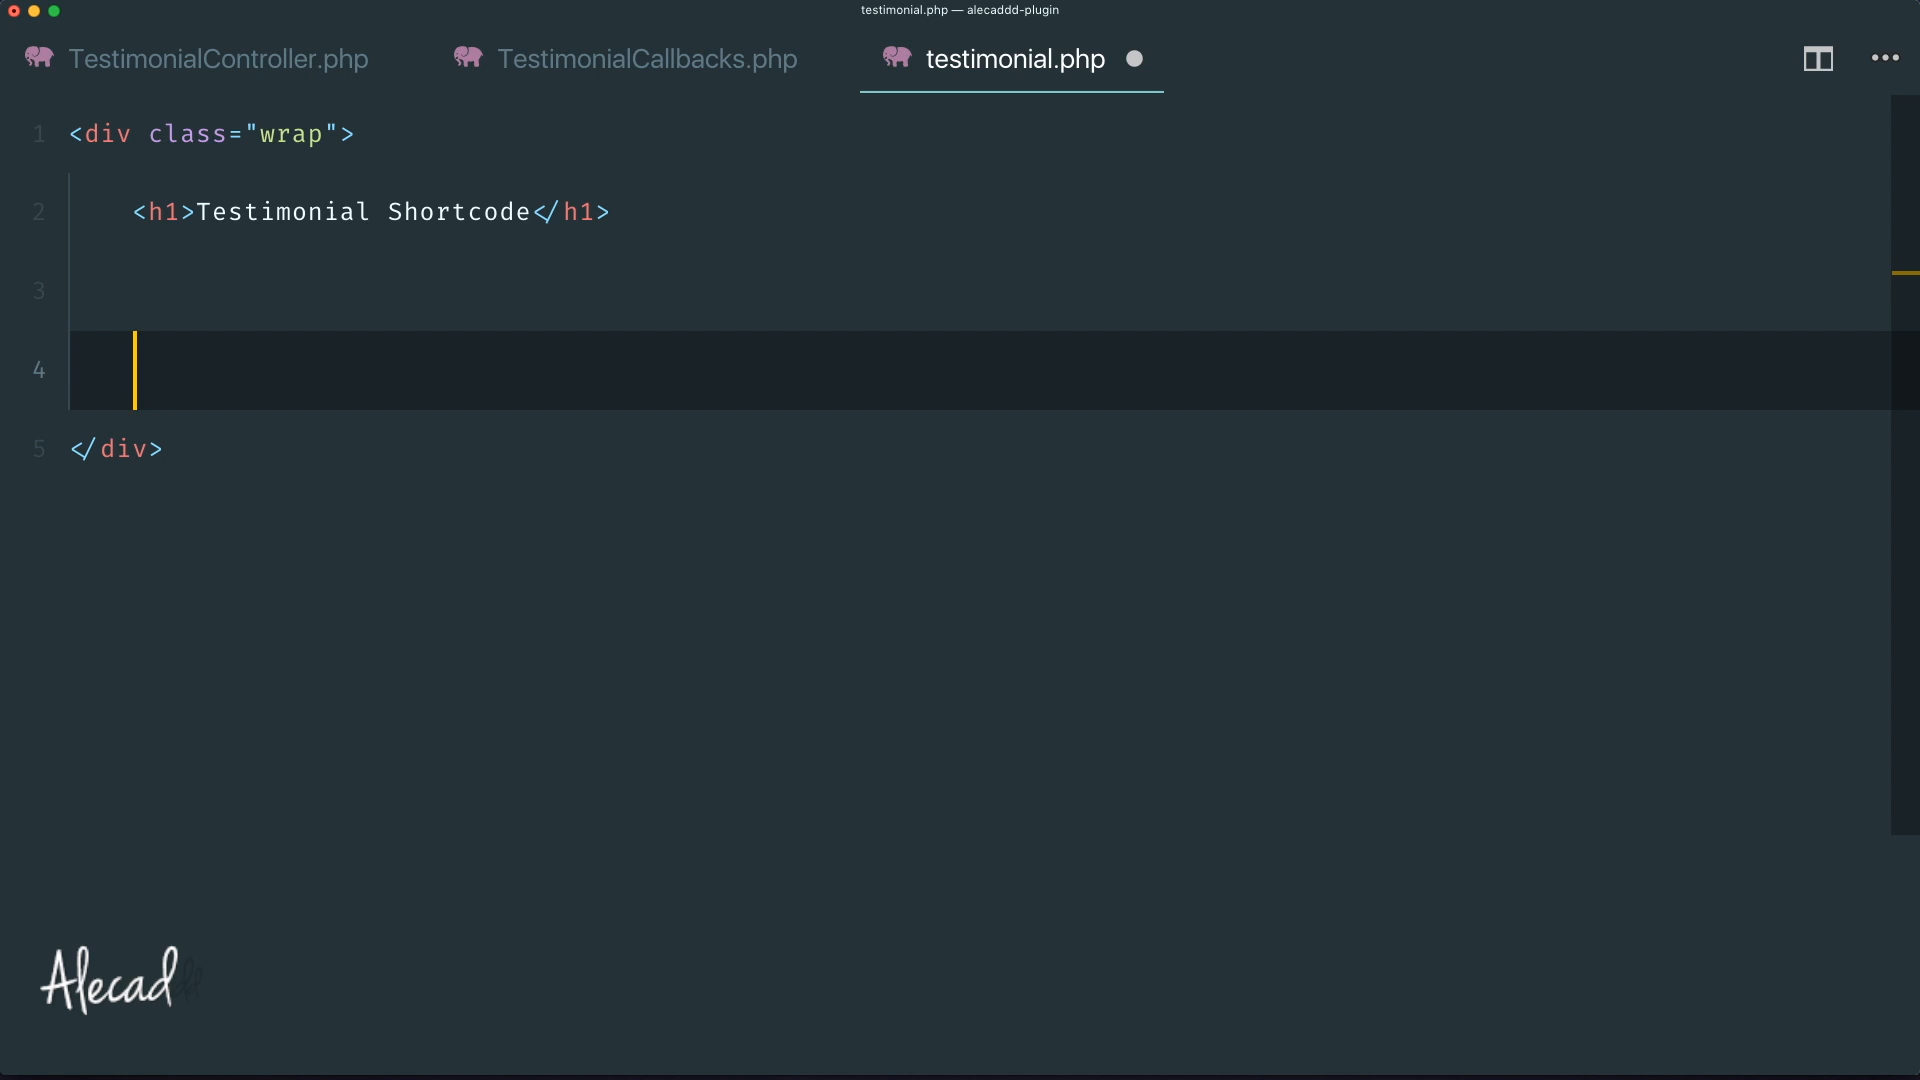 testimonial.php — alecaddd-plugin
TestimonialController.php TestimonialCallbacks.php testimonial.php
1 <div class="wrap">
2 <h1>Testimonial Shortcode</h1>
3
4
5 </div>
Alecad